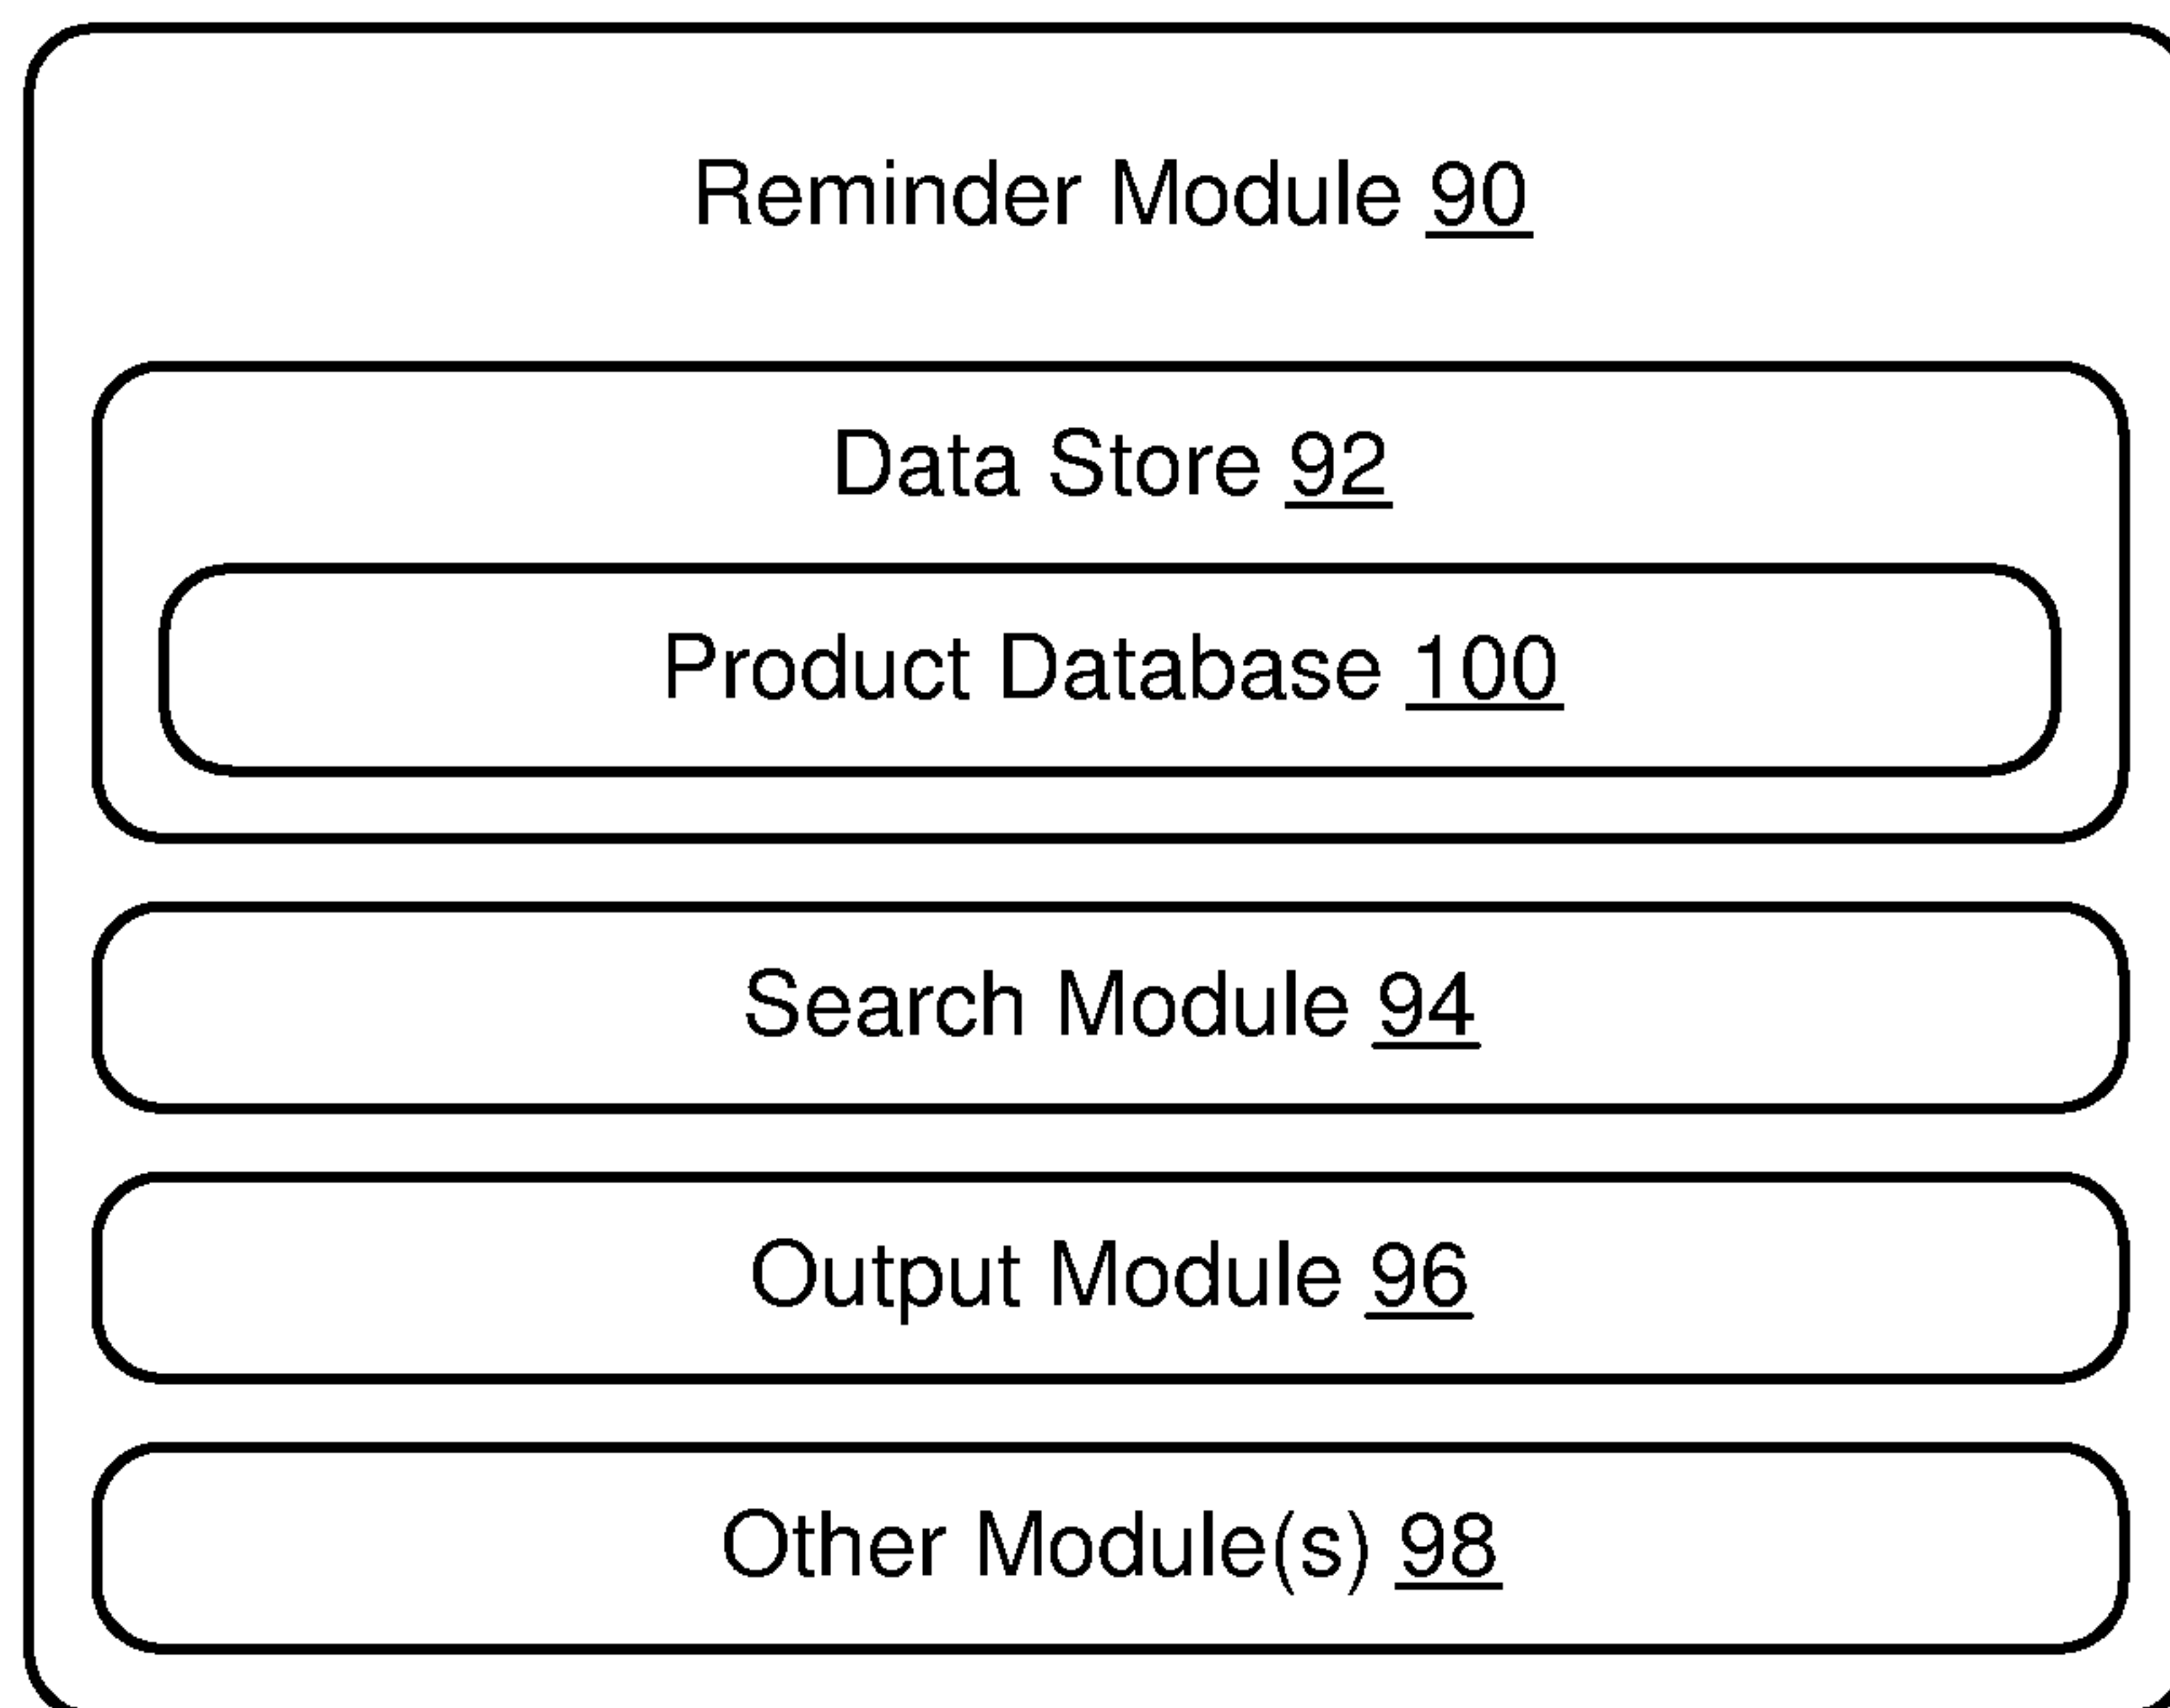 Reminder Module 90
Data Store 92
Product Database 100
Search Module 94
Output Module 96
Other Module(s) 98